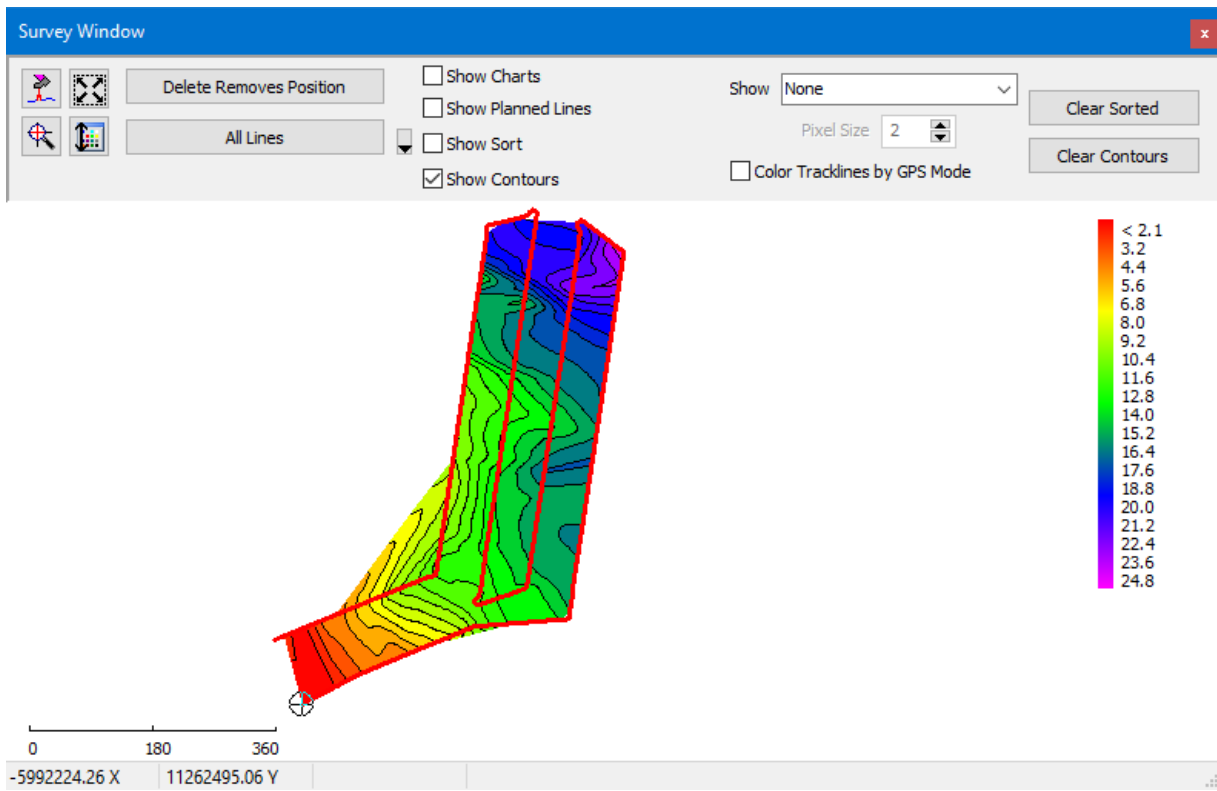 Survey Window
x
Delete Removes Position
All Lines
Show Charts
Show Planned Lines
Show Sort
Show Contours
Show None
Pixel Size 2
Color Tracklines by GPS Mode
Clear Sorted
Clear Contours
< 2.1
3.2
4.4
5.6
6.8
8.0
9.2
10.4
11.6
12.8
14.0
15.2
16.4
17.6
18.8
20.0
21.2
22.4
23.6
24.8
0 180 360
-5992224.26 X 11262495.06 Y